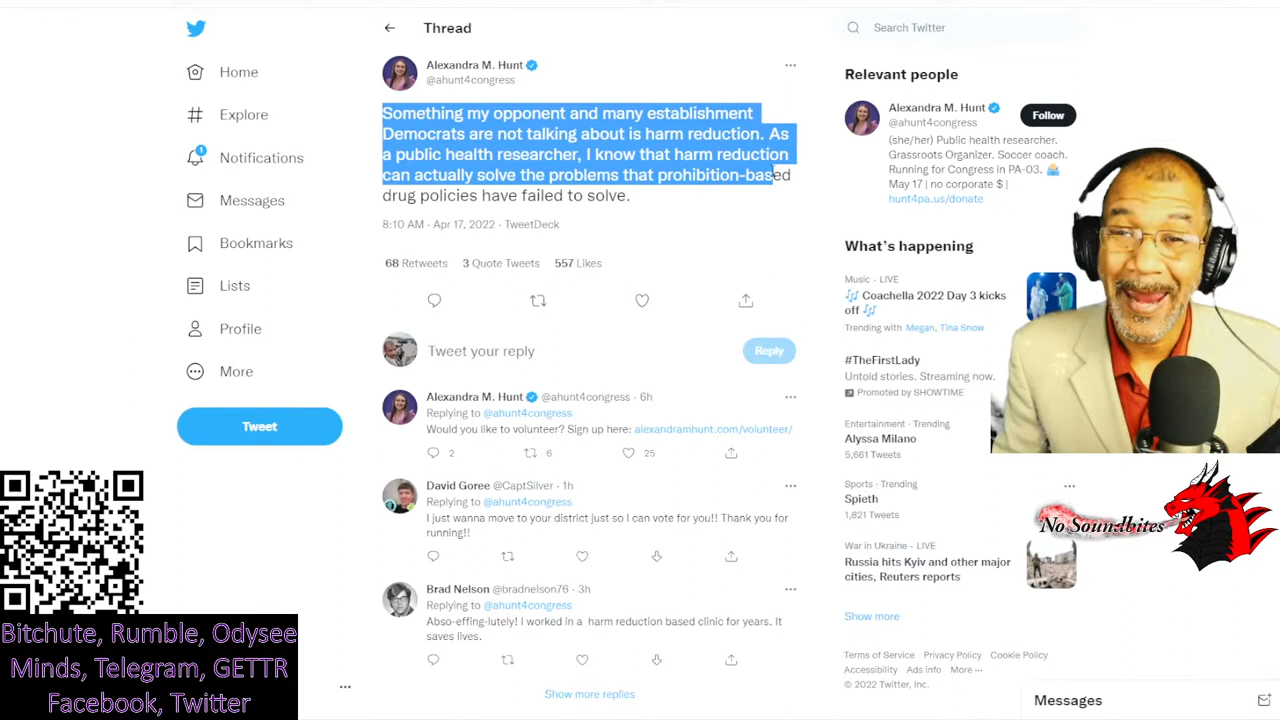 Home
Explore
1
Notifications
Messages
Bookmarks
Lists
Profile
More
Tweet
Thread
Alexandra M. Hunt
@ahunt4congress
Something my opponent and many establishment
Democrats are not talking about is harm reduction. As
a public health researcher, I know that harm reduction
can actually solve the problems that prohibition-based
drug policies have failed to solve.
8:10 AM · Apr 17, 2022 · TweetDeck
68 Retweets 3 Quote Tweets 557 Likes
Tweet your reply
Reply
Alexandra M. Hunt @ahunt4congress · 6h
Replying to @ahunt4congress
Would you like to volunteer? Sign up here: alexandramhunt.com/volunteer/
2 6 25
David Goree @CaptSilver · 1h
Replying to @ahunt4congress
I just wanna move to your district just so I can vote for you!! Thank you for
running!!
Brad Nelson @bradnelson76 · 3h
Replying to @ahunt4congress
Abso-effing-lutely! I worked in a harm reduction based clinic for years. It
saves lives.
Show more replies
Search Twitter
Relevant people
Alexandra M. Hunt
@ahunt4congress
Follow
(she/her) Public health researcher.
Grassroots Organizer. Soccer coach.
Running for Congress in PA-03. 🗳️
May 17 | no corporate $ |
hunt4pa.us/donate
What's happening
Music · LIVE
🎶 Coachella 2022 Day 3 kicks
off 🎶
Trending with Megan, Tina Snow
#TheFirstLady
Untold stories. Streaming now.
Promoted by SHOWTIME
Entertainment · Trending
Alyssa Milano
5,661 Tweets
Sports · Trending
Spieth
1,821 Tweets
War in Ukraine · LIVE
Russia hits Kyiv and other major
cities, Reuters reports
Show more
Terms of Service Privacy Policy Cookie Policy
Accessibility Ads info More ···
© 2022 Twitter, Inc.
Messages
No Soundbites
Bitchute, Rumble, Odysee
Minds, Telegram, GETTR
Facebook, Twitter